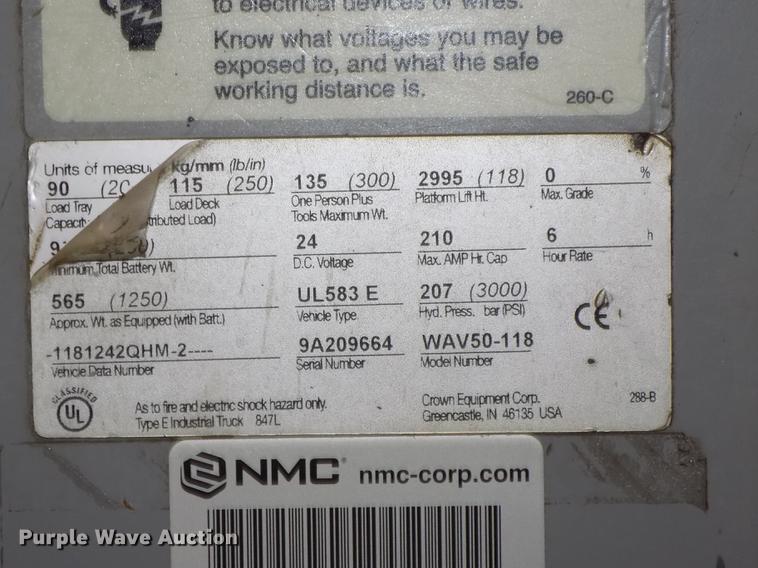 to electrical devices or wires.
Know what voltages you may be
exposed to, and what the safe
working distance is.
260-C
Units of kg/mm (lb/in)
90 115 (250) 135 (300) 2995 (118) 0 %
Load Tray Load Deck One Person Plus Platform Lift Ht. Max. Grade
Tools Maximum Wt.
24 210 6 h
Total Battery Wt. D.C. Voltage Max. AMP Hr. Cap Hour Rate
565 (1250) UL583 E 207 (3000)
Approx. Wt. as Equipped (with Batt.) Vehicle Type Hyd. Press. bar (PSI)
CE
-1181242QHM-2---- 9A209664 WAV50-118
Vehicle Data Number Serial Number Model Number
CLASSIFIED
UL
As to fire and electric shock hazard only.
Type E Industrial Truck 847L
Crown Equipment Corp.
Greencastle, IN 46135 USA
288-B
NMC nmc-corp.com
Purple Wave Auction